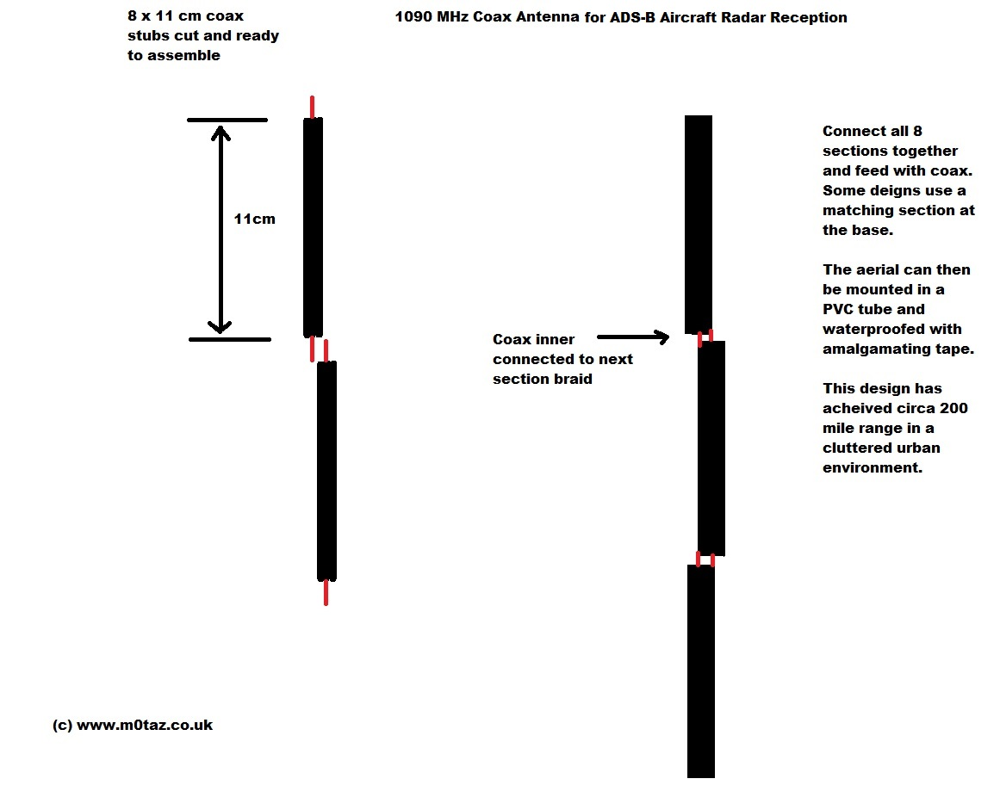 8 x 11 cm coax
stubs cut and ready
to assemble
1090 MHz Coax Antenna for ADS-B Aircraft Radar Reception
11cm
Coax inner
connected to next
section braid
Connect all 8
sections together
and feed with coax.
Some deigns use a
matching section at
the base.
The aerial can then
be mounted in a
PVC tube and
waterproofed with
amalgamating tape.
This design has
acheived circa 200
mile range in a
cluttered urban
environment.
(c) www.m0taz.co.uk